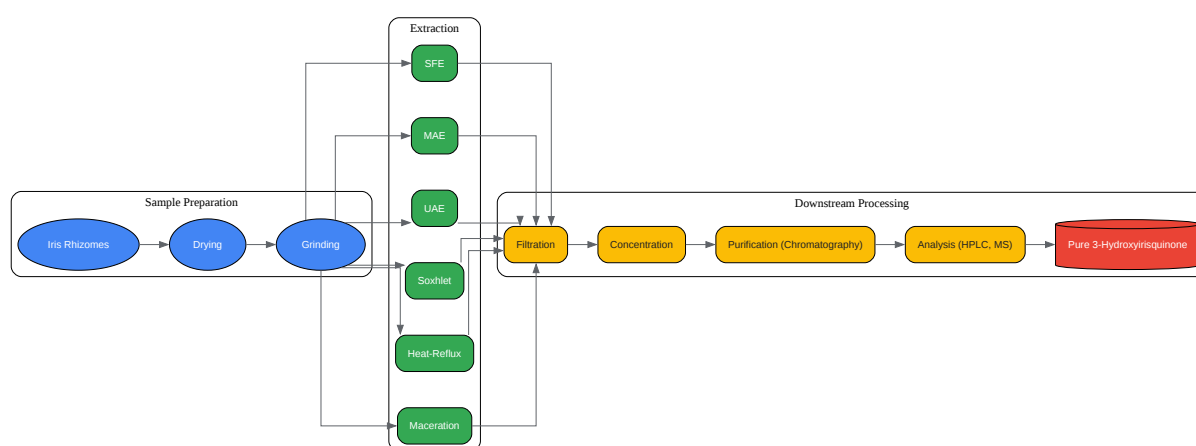 Extraction
SFE
MAE
UAE
Soxhlet
Heat-Reflux
Maceration
Sample Preparation
Iris Rhizomes
Drying
Grinding
Downstream Processing
Filtration
Concentration
Purification (Chromatography)
Analysis (HPLC, MS)
Pure 3-Hydroxyirisquinone